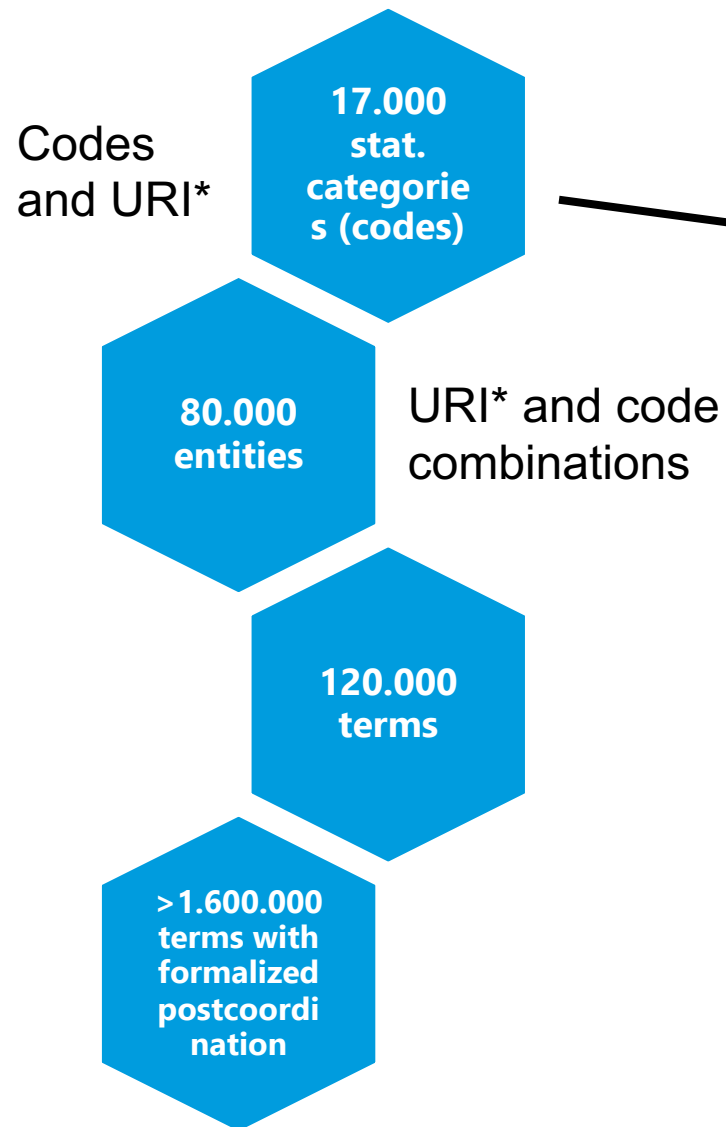 Codes
and URI*
17.000
stat.
categorie
s (codes)
80.000
entities
URI* and code
combinations
120.000
terms
>1.600.000
terms with
formalized
postcoordi
nation